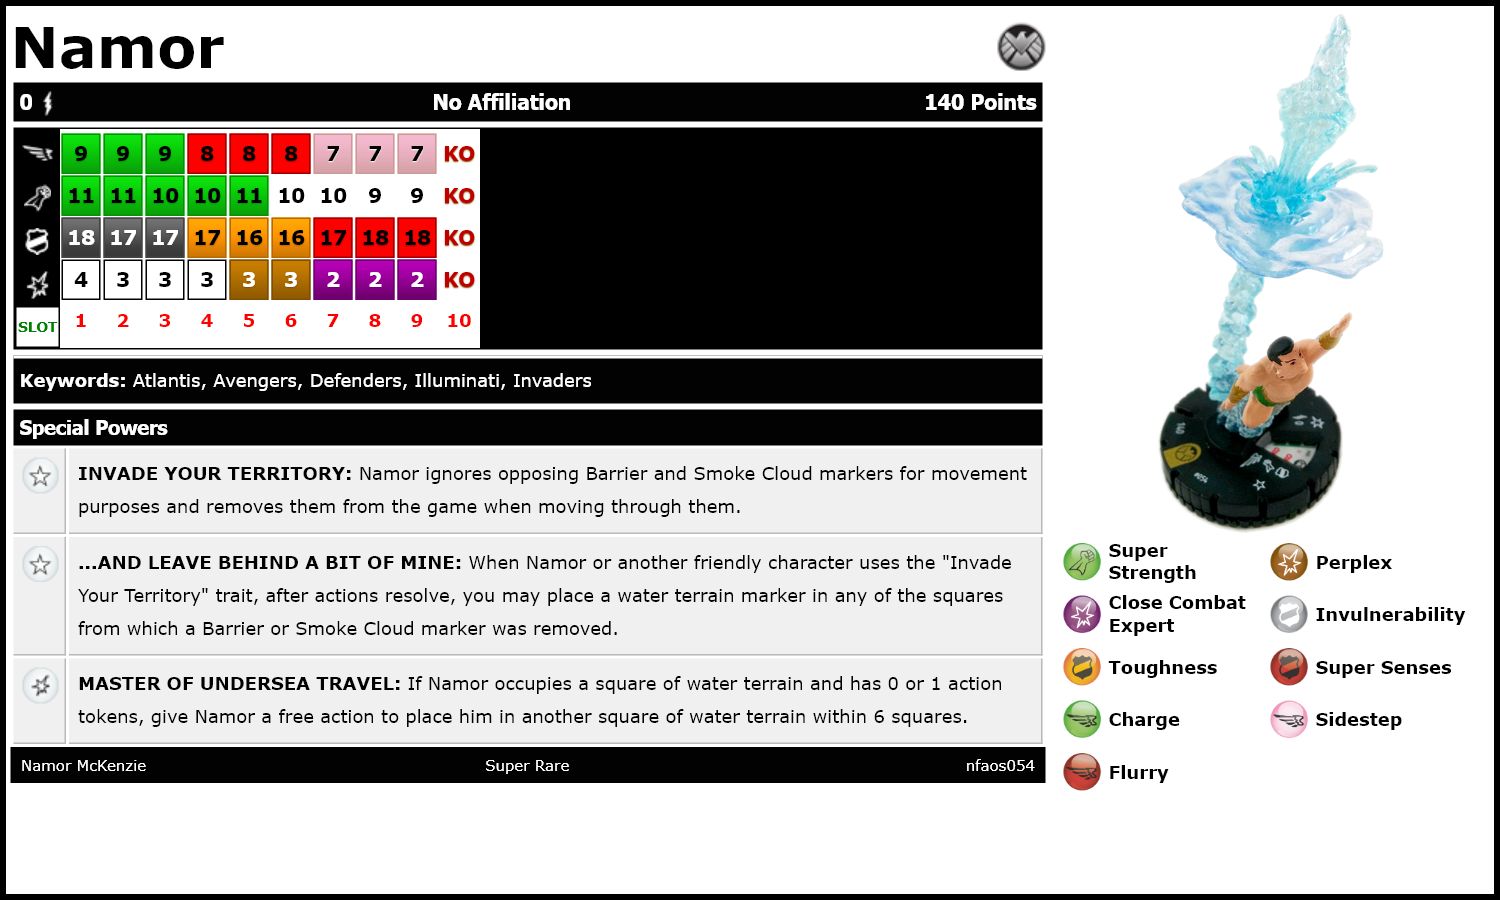 Namor
0 No Affiliation 140 Points
9 9 9 8 8 8 7 7 7 KO
11 11 10 10 11 10 10 9 9 KO
18 17 17 17 16 16 17 18 18 KO
4 3 3 3 3 3 2 2 2 KO
SLOT 1 2 3 4 5 6 7 8 9 10
Keywords: Atlantis, Avengers, Defenders, Illuminati, Invaders
Special Powers
INVADE YOUR TERRITORY: Namor ignores opposing Barrier and Smoke Cloud markers for movement
purposes and removes them from the game when moving through them.
...AND LEAVE BEHIND A BIT OF MINE: When Namor or another friendly character uses the "Invade
Your Territory" trait, after actions resolve, you may place a water terrain marker in any of the squares
from which a Barrier or Smoke Cloud marker was removed.
MASTER OF UNDERSEA TRAVEL: If Namor occupies a square of water terrain and has 0 or 1 action
tokens, give Namor a free action to place him in another square of water terrain within 6 squares.
Namor McKenzie Super Rare nfaos054
Super
Strength
Perplex
Close Combat
Expert
Invulnerability
Toughness
Super Senses
Charge
Sidestep
Flurry